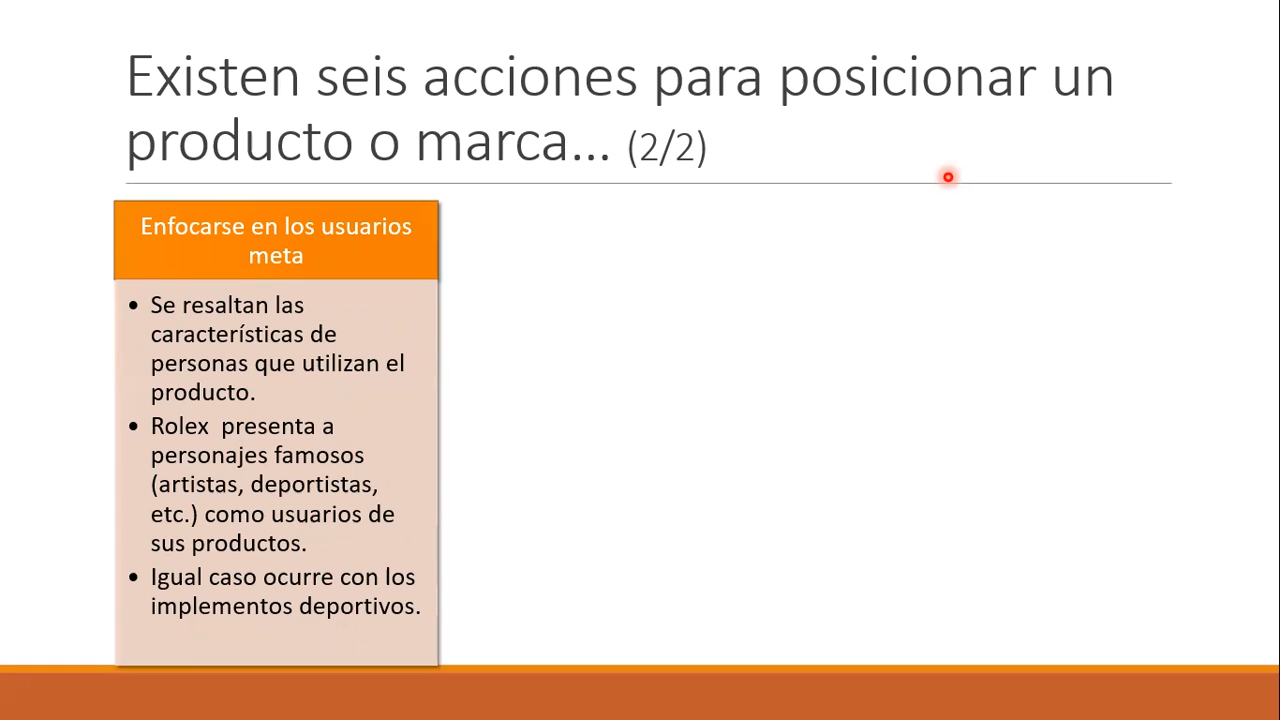 Existen seis acciones para posicionar un
producto o marca... (2/2)
Enfocarse en los usuarios
meta
• Se resaltan las
características de
personas que utilizan el
producto.
• Rolex  presenta a
personajes famosos
(artistas, deportistas,
etc.) como usuarios de
sus productos.
• Igual caso ocurre con los
implementos deportivos.